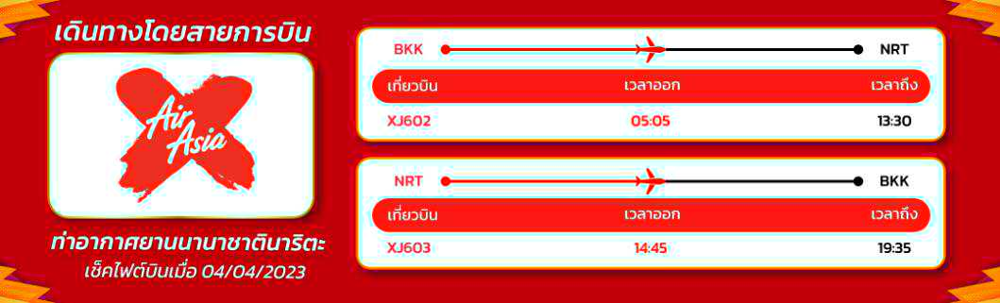 เดินทางโดยสายการบิน
Air
Asia
ท่าอากาศยานนานาชาตินาริตะ
เช็คไฟต์บินเมื่อ 04/04/2023
BKK NRT
เที่ยวบิน เวลาออก เวลาถึง
XJ602 05:05 13:30
NRT BKK
เที่ยวบิน เวลาออก เวลาถึง
XJ603 14:45 19:35